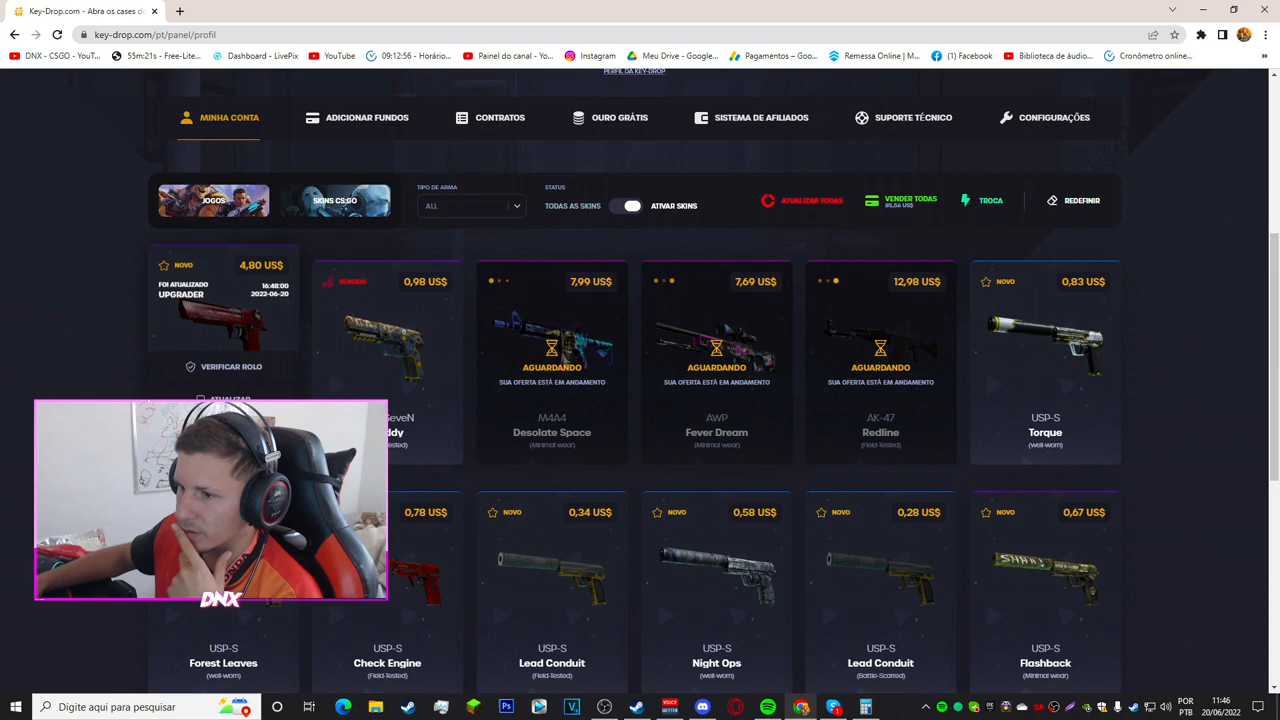 Key-Drop.com: Abra os cases de
key-drop.com/pt/panel/profil
DNX - CSGO - YouT...
55m21s - Free-Lite...
Dashboard - LivePix
YouTube
09:12:56 - Horário...
Painel do canal - Yo...
Instagram
Meu Drive - Google...
Pagamentos – Goo...
Remessa Online | M...
(1) Facebook
Biblioteca de áudio...
Cronómetro online...
»
PERFIL DA KEY-DROP
MINHA CONTA
ADICIONAR FUNDOS
CONTRATOS
OURO GRÁTIS
SISTEMA DE AFILIADOS
SUPORTE TÉCNICO
CONFIGURAÇÕES
JOGOS
SKINS CS:GO
TIPO DE ARMA
ALL
STATUS
TODAS AS SKINS
ATIVAR SKINS
ATUALIZAR TODAS
VENDER TODAS
85,56 US$
TROCA
REDEFINIR
NOVO
4,80 US$
FOI ATUALIZADO
UPGRADER
16:48:00
2022-06-20
VERIFICAR ROLO
ATUALIZAR
VENDIDO
0,98 US$
SeveN
ddy
7,99 US$
AGUARDANDO
SUA OFERTA ESTÁ EM ANDAMENTO
M4A4
Desolate Space
(Minimal wear)
7,69 US$
AGUARDANDO
SUA OFERTA ESTÁ EM ANDAMENTO
AWP
Fever Dream
(Minimal wear)
12,98 US$
AGUARDANDO
SUA OFERTA ESTÁ EM ANDAMENTO
AK-47
Redline
(Field-Tested)
NOVO
0,83 US$
USP-S
Torque
(well-worn)
DNX
USP-S
Forest Leaves
(well-worn)
0,78 US$
USP-S
Check Engine
(Field-Tested)
NOVO
0,34 US$
USP-S
Lead Conduit
(Field-Tested)
NOVO
0,58 US$
USP-S
Night Ops
(well-worn)
NOVO
0,28 US$
USP-S
Lead Conduit
(Battle-Scarred)
NOVO
0,67 US$
USP-S
Flashback
(Minimal wear)
Digite aqui para pesquisar
POR
PTB
11:46
20/06/2022